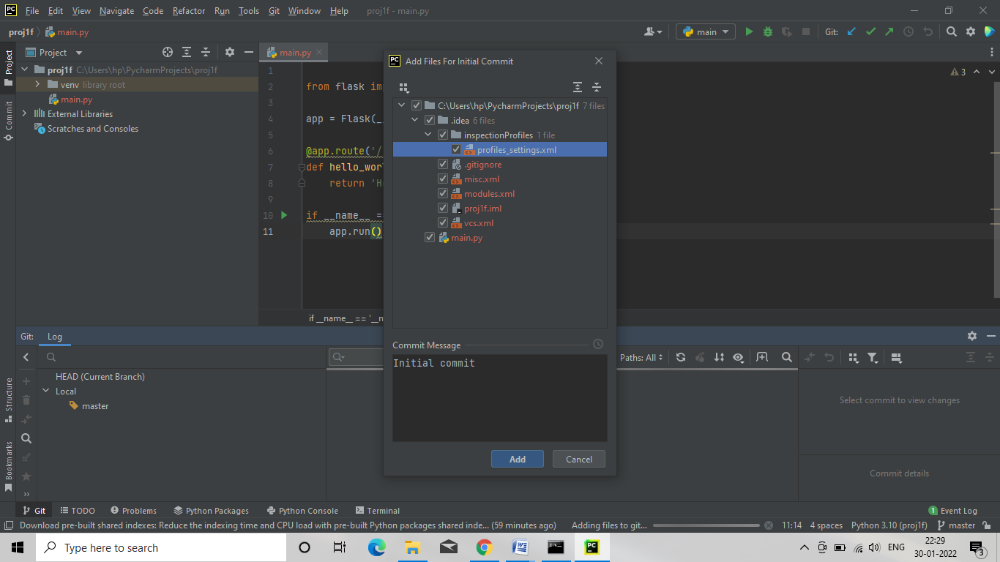 PC File Edit View Navigate Code Refactor Run Tools Git Window Help proj1f - main.py
proj1f main.py main Git:
Project
main.py
Add Files For Initial Commit
Project
Commit
Structure
Bookmarks
proj1f C:\Users\hp\PycharmProjects\proj1f
venv library root
main.py
External Libraries
Scratches and Consoles
1
2 from flask im
3
4 app = Flask(_
5
6 @app.route('/
7 def hello_worl
8 return 'He
9
10 if __name__ ==
11 app.run()
3
if __name__ == '__n
PC
C:\Users\hp\PycharmProjects\proj1f 7 files
.idea 6 files
inspectionProfiles 1 file
profiles_settings.xml
.gitignore
misc.xml
modules.xml
proj1f.iml
vcs.xml
main.py
Commit Message
Initial commit
Add Cancel
Git: Log
HEAD (Current Branch)
Local
master
Paths: All
Select commit to view changes
Commit details
Git TODO Problems Python Packages Python Console Terminal 1 Event Log
Download pre-built shared indexes: Reduce the indexing time and CPU load with pre-built Python packages shared inde... (59 minutes ago) Adding files to git... 11:14 4 spaces Python 3.10 (proj1f) master
Type here to search
ENG
22:29
30-01-2022
3